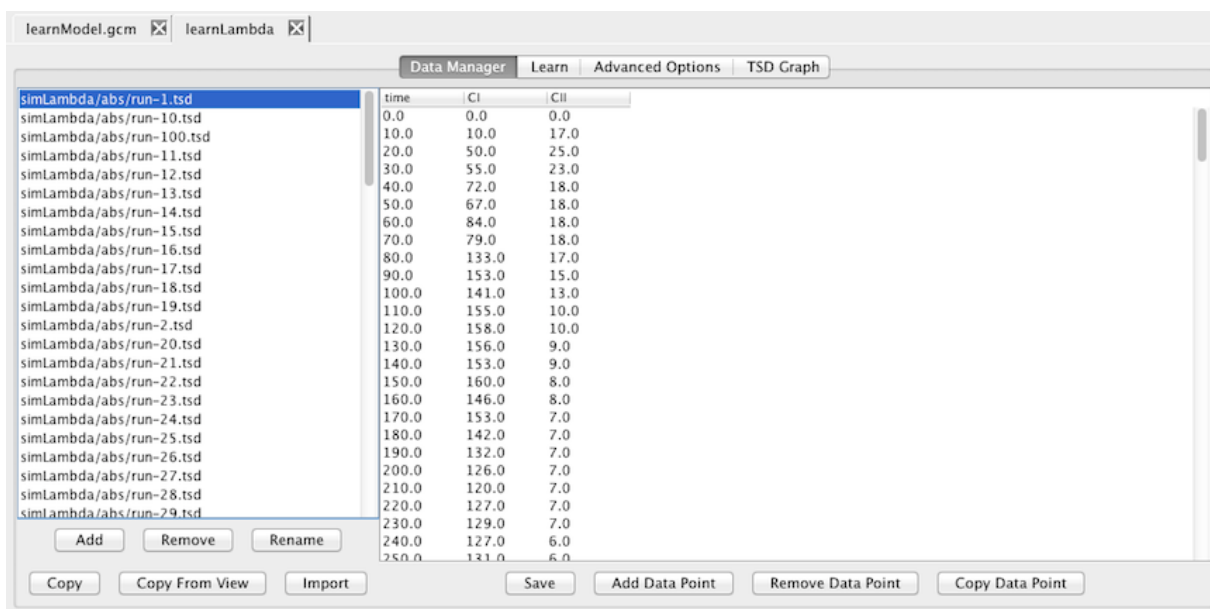 learnModel.gcm learnLambda
Data Manager Learn Advanced Options TSD Graph
simLambda/abs/run-1.tsd
simLambda/abs/run-10.tsd
simLambda/abs/run-100.tsd
simLambda/abs/run-11.tsd
simLambda/abs/run-12.tsd
simLambda/abs/run-13.tsd
simLambda/abs/run-14.tsd
simLambda/abs/run-15.tsd
simLambda/abs/run-16.tsd
simLambda/abs/run-17.tsd
simLambda/abs/run-18.tsd
simLambda/abs/run-19.tsd
simLambda/abs/run-2.tsd
simLambda/abs/run-20.tsd
simLambda/abs/run-21.tsd
simLambda/abs/run-22.tsd
simLambda/abs/run-23.tsd
simLambda/abs/run-24.tsd
simLambda/abs/run-25.tsd
simLambda/abs/run-26.tsd
simLambda/abs/run-27.tsd
simLambda/abs/run-28.tsd
simLambda/abs/run-29.tsd
Add Remove Rename
Copy Copy From View Import
time CI CII
0.0 0.0 0.0
10.0 10.0 17.0
20.0 50.0 25.0
30.0 55.0 23.0
40.0 72.0 18.0
50.0 67.0 18.0
60.0 84.0 18.0
70.0 79.0 18.0
80.0 133.0 17.0
90.0 153.0 15.0
100.0 141.0 13.0
110.0 155.0 10.0
120.0 158.0 10.0
130.0 156.0 9.0
140.0 153.0 9.0
150.0 160.0 8.0
160.0 146.0 8.0
170.0 153.0 7.0
180.0 142.0 7.0
190.0 132.0 7.0
200.0 126.0 7.0
210.0 120.0 7.0
220.0 127.0 7.0
230.0 129.0 7.0
240.0 127.0 6.0
250.0 131.0 6.0
Save Add Data Point Remove Data Point Copy Data Point